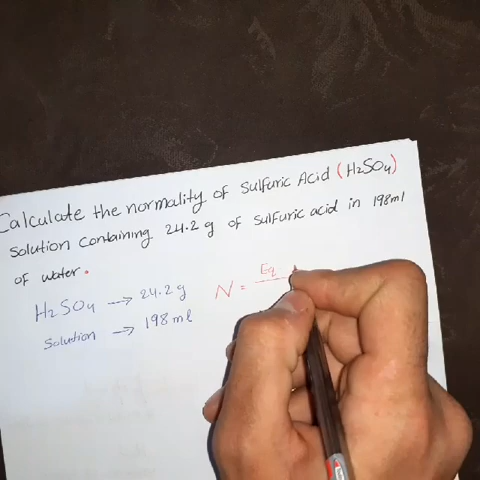 Calculate the normality of Sulfuric Acid (H2SO4)
Solution Containing 24.2 g of sulfuric acid in 198ml
of water.
H2SO4 → 24.2 g
Solution → 198 ml
N = Eq